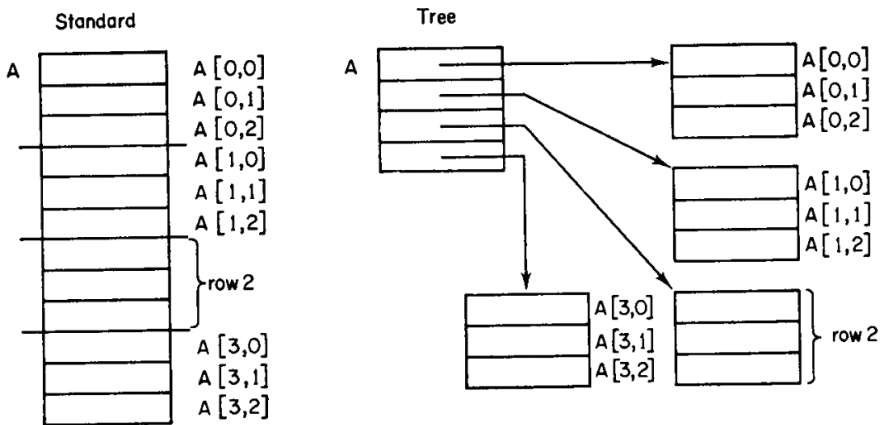 Standard
A
A[0,0]
A[0,1]
A[0,2]
A[1,0]
A[1,1]
A[1,2]
row 2
A[3,0]
A[3,1]
A[3,2]
Tree
A
A[0,0]
A[0,1]
A[0,2]
A[1,0]
A[1,1]
A[1,2]
A[3,0]
A[3,1]
A[3,2]
row 2